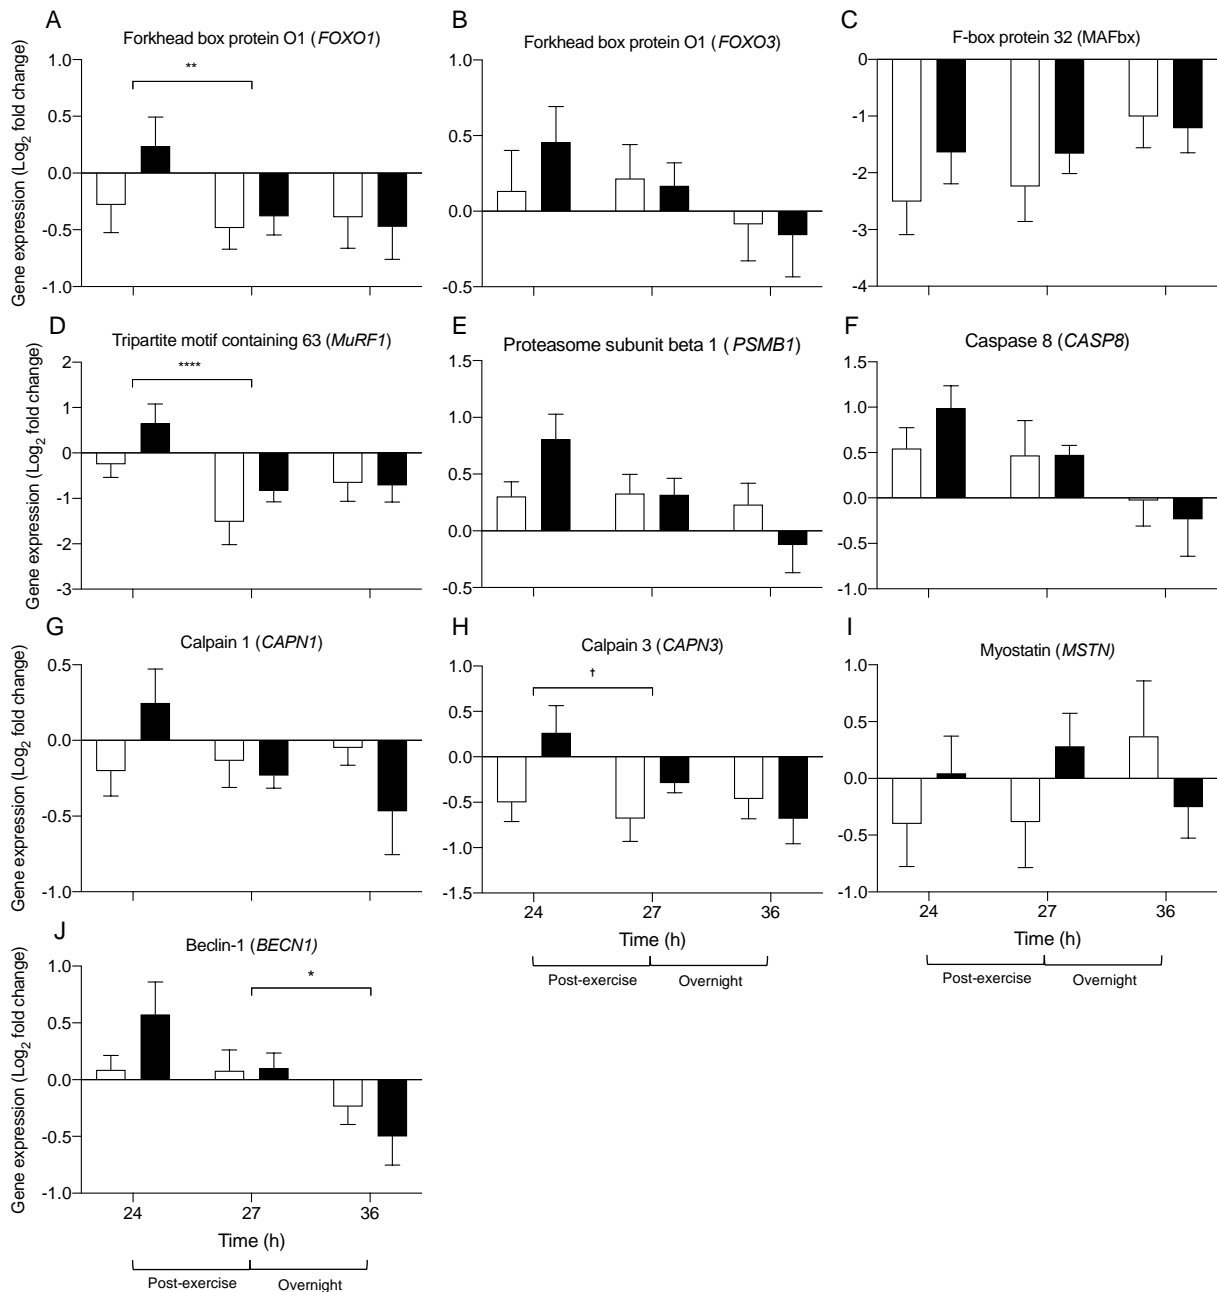 A
Forkhead box protein O1 (FOXO1)
Gene expression (Log2 fold change)
1.0
0.5
0.0
-0.5
-1.0
**
B
Forkhead box protein O1 (FOXO3)
1.0
0.5
0.0
-0.5
C
F-box protein 32 (MAFbx)
0
-1
-2
-3
-4
D
Tripartite motif containing 63 (MuRF1)
Gene expression (Log2 fold change)
2
1
0
-1
-2
-3
****
E
Proteasome subunit beta 1 (PSMB1)
1.5
1.0
0.5
0.0
-0.5
F
Caspase 8 (CASP8)
1.5
1.0
0.5
0.0
-0.5
-1.0
G
Calpain 1 (CAPN1)
Gene expression (Log2 fold change)
0.5
0.0
-0.5
-1.0
H
Calpain 3 (CAPN3)
1.0
0.5
0.0
-0.5
-1.0
-1.5
†
24 27 36
Time (h)
Post-exercise Overnight
I
Myostatin (MSTN)
1.0
0.5
0.0
-0.5
-1.0
24 27 36
Time (h)
Post-exercise Overnight
J
Beclin-1 (BECN1)
Gene expression (Log2 fold change)
1.0
0.5
0.0
-0.5
-1.0
*
24 27 36
Time (h)
Post-exercise Overnight